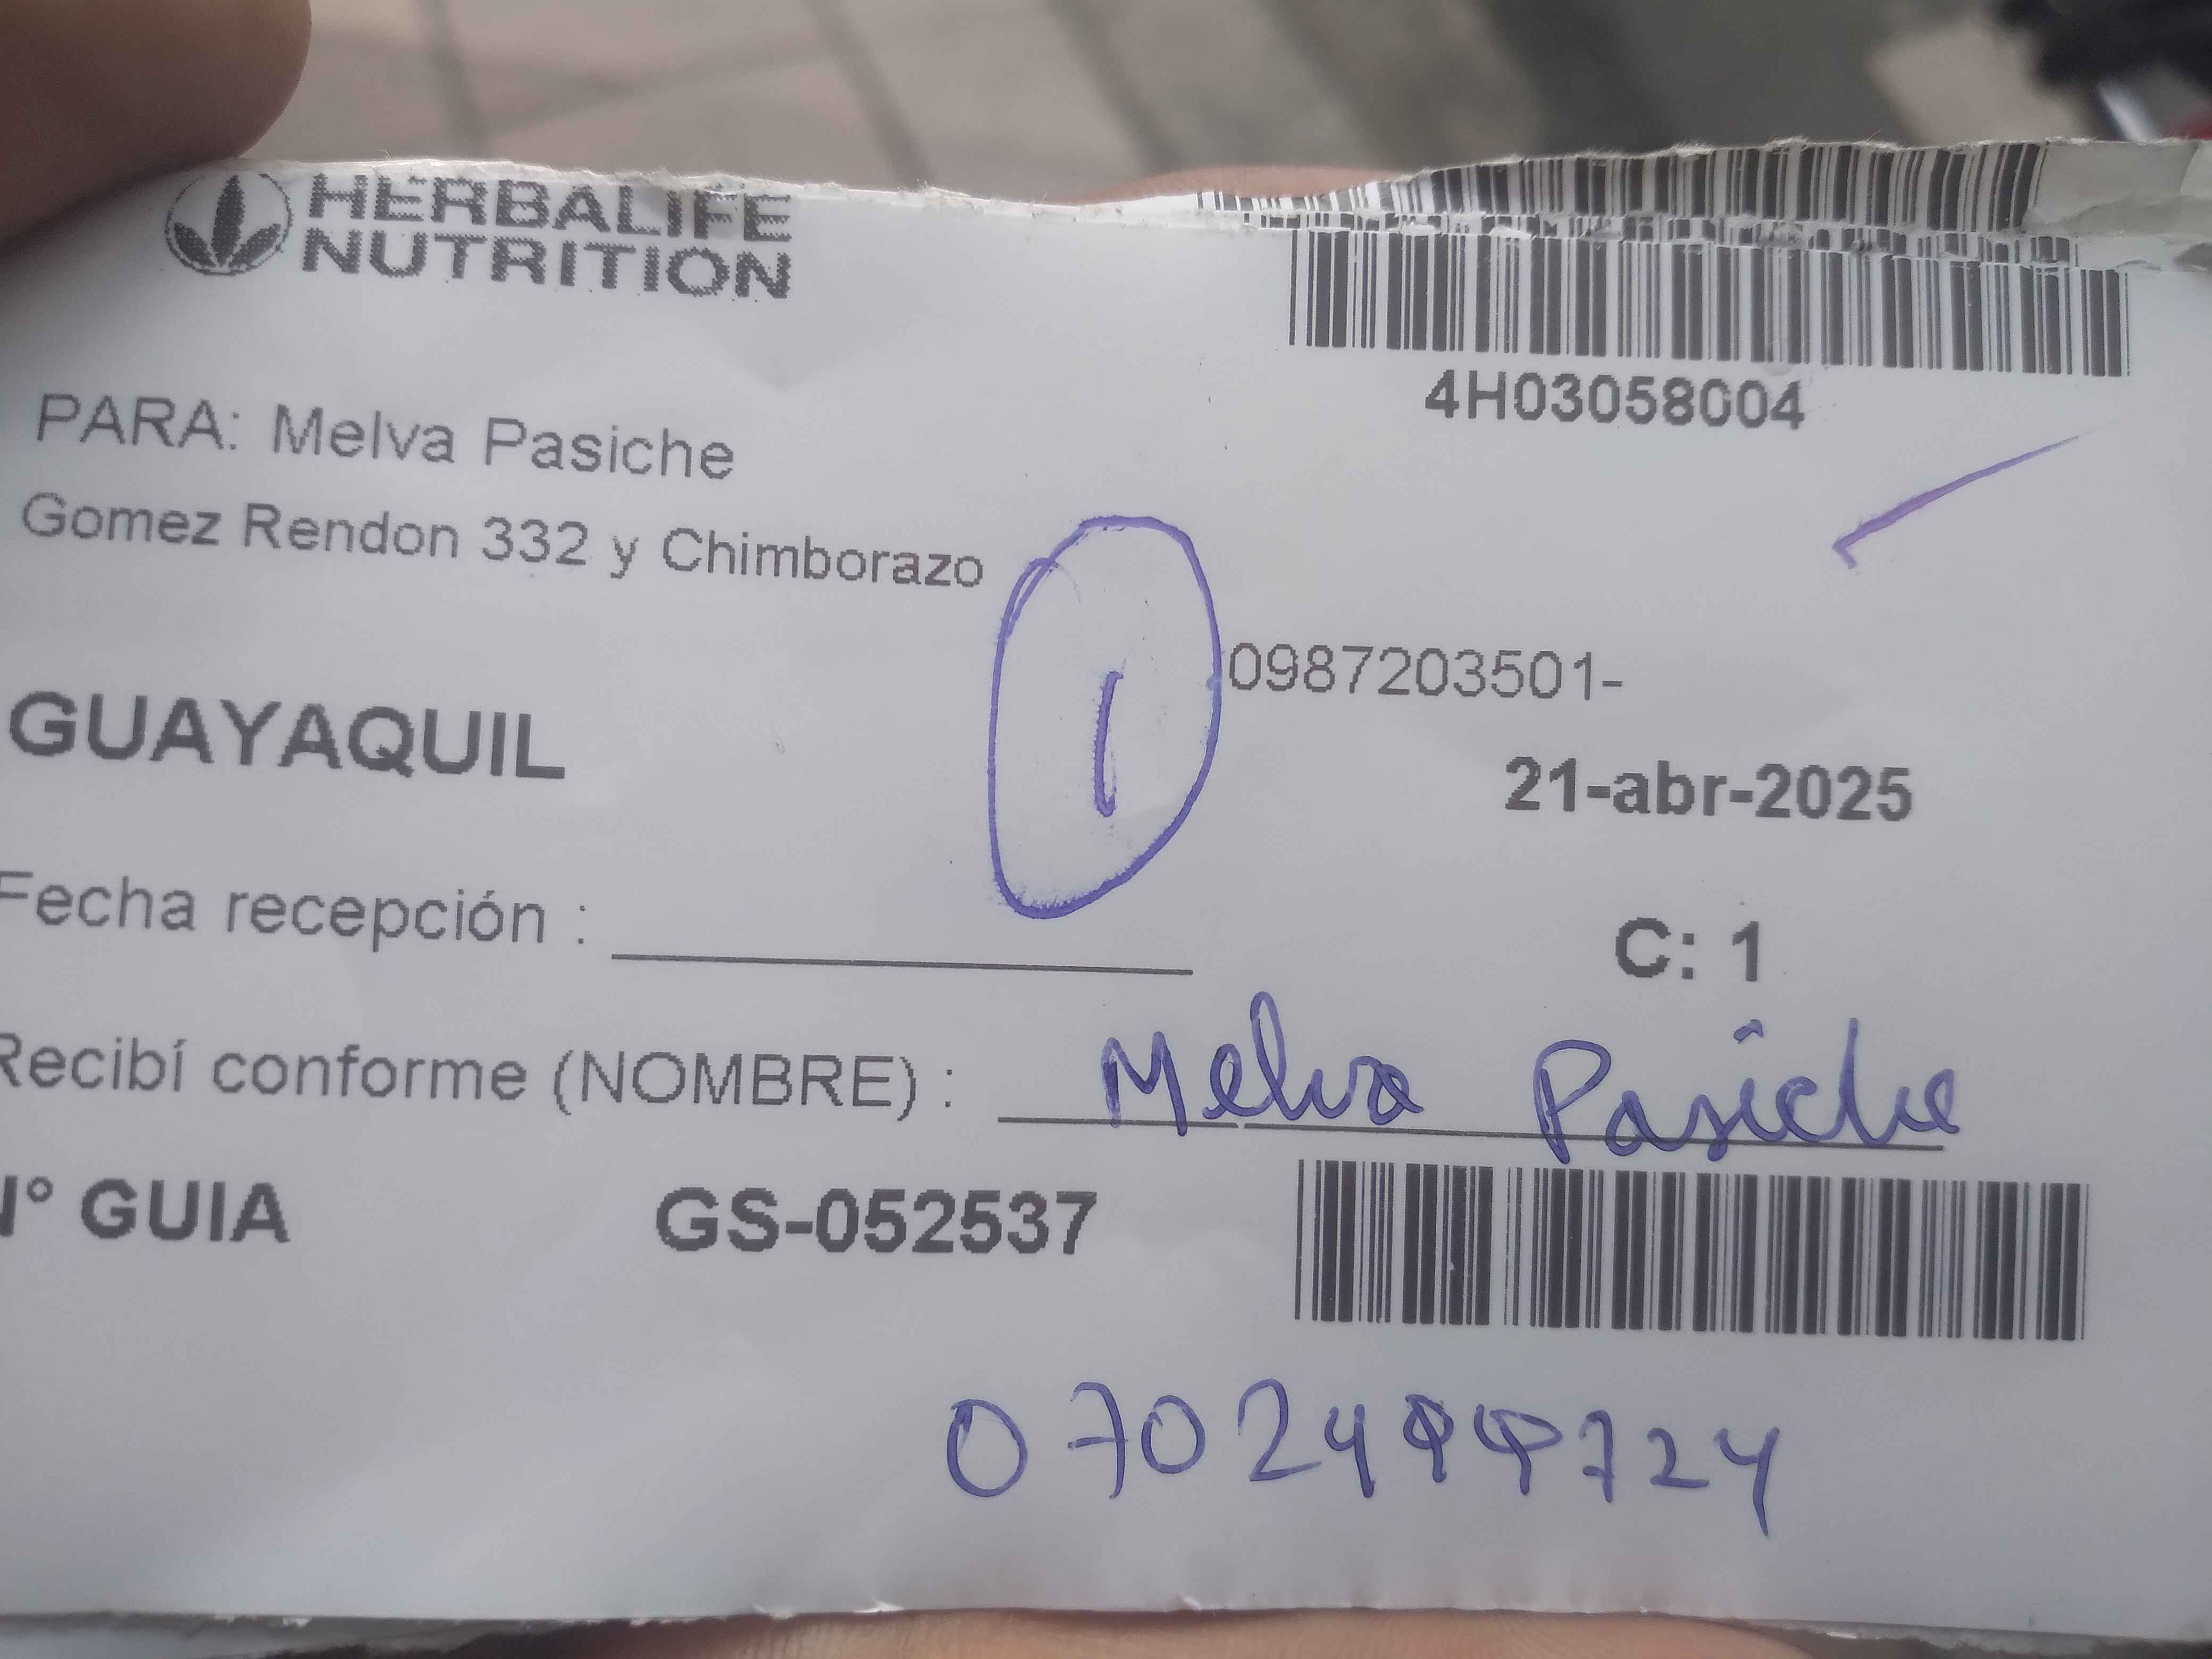 HERBALIFE
NUTRITION
4H03058004
PARA: Melva Pasiche
Gomez Rendon 332 y Chimborazo
1
0987203501-
GUAYAQUIL
21-abr-2025
Fecha recepción :
C: 1
Recibí conforme (NOMBRE) : Melva Pasiche
N° GUIA GS-052537
0702499724